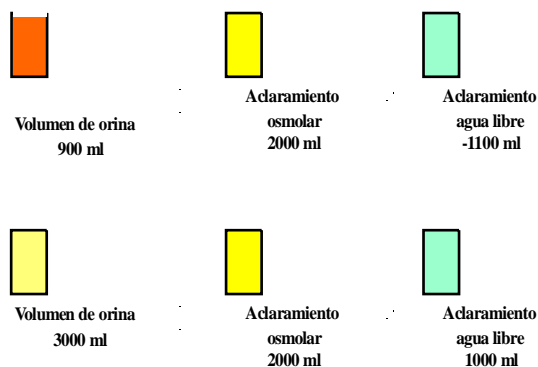 Volumen de orina
900 ml
Aclaramiento
osmolar
2000 ml
Aclaramiento
agua libre
-1100 ml
Volumen de orina
3000 ml
Aclaramiento
osmolar
2000 ml
Aclaramiento
agua libre
1000 ml